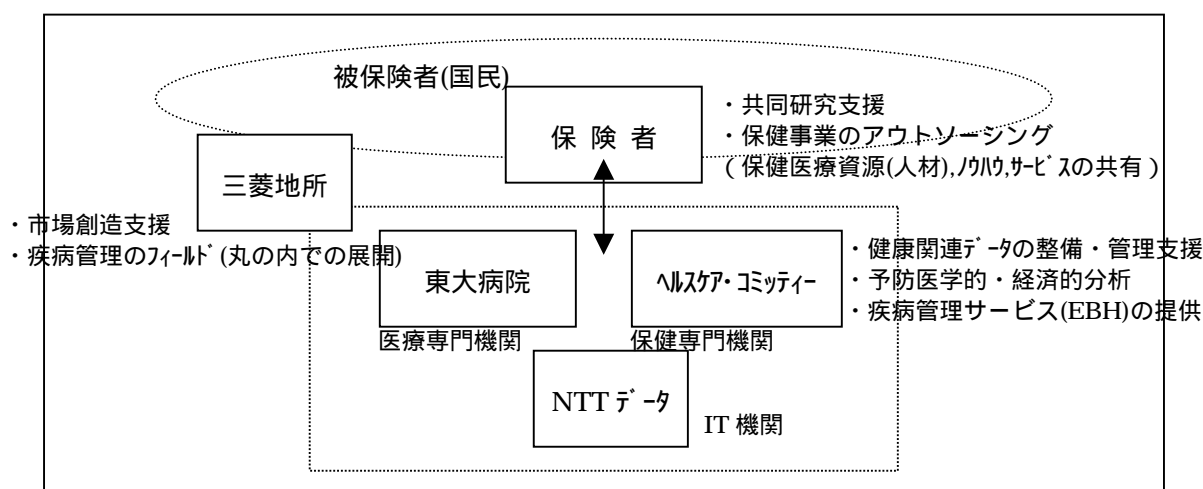 被保険者(国民)
保 険 者
・共同研究支援
・保健事業のアウトソーシング
（保健医療資源(人材),ﾉｳﾊｳ,ｻｰﾋﾞｽの共有）
三菱地所
・市場創造支援
・疾病管理のﾌｨｰﾙﾄﾞ(丸の内での展開)
東大病院
医療専門機関
ﾍﾙｽｹｱ・ｺﾐｯﾃｨｰ
保健専門機関
・健康関連ﾃﾞｰﾀの整備・管理支援
・予防医学的・経済的分析
・疾病管理サービス(EBH)の提供
NTT ﾃﾞｰﾀ
IT 機関